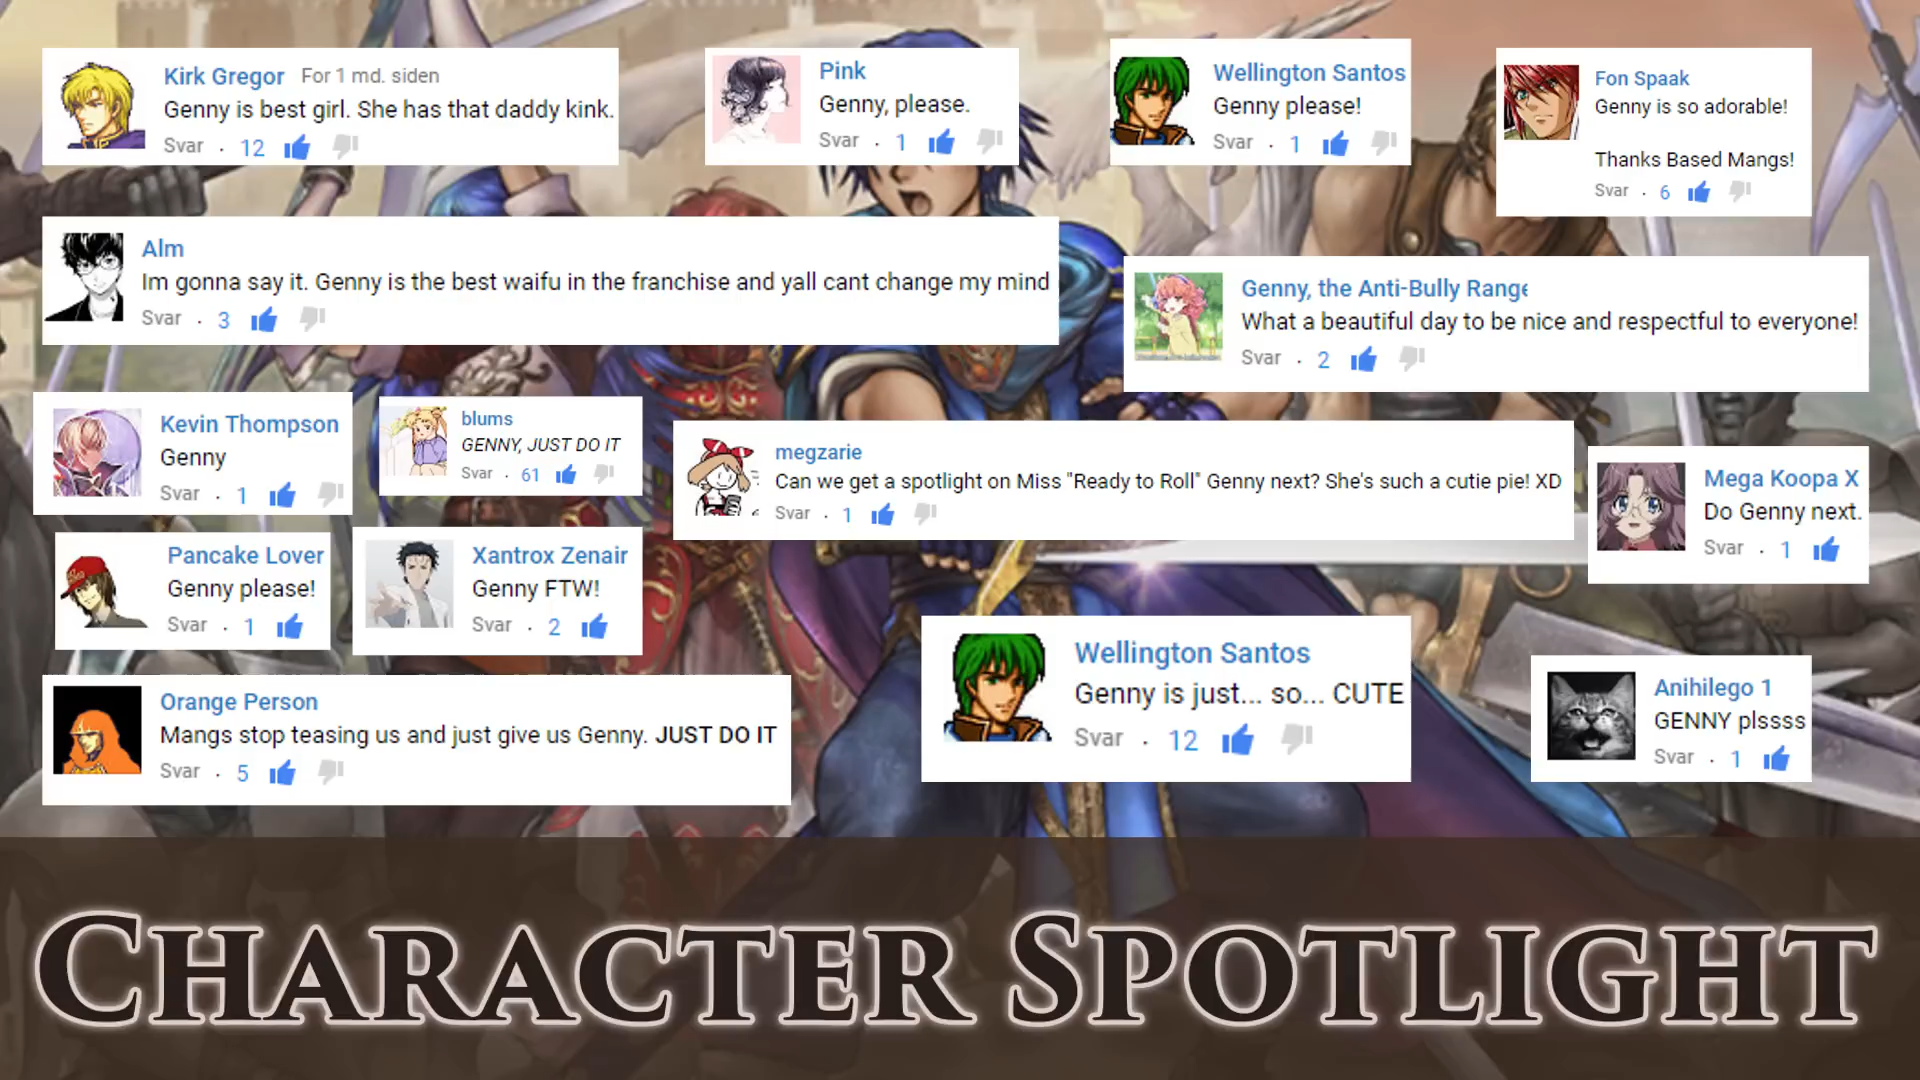 Kirk Gregor For 1 md. siden
Genny is best girl. She has that daddy kink.
Svar · 12
Pink
Genny, please.
Svar · 1
Wellington Santos
Genny please!
Svar · 1
Fon Spaak
Genny is so adorable!
Thanks Based Mangs!
Svar · 6
Alm
Im gonna say it. Genny is the best waifu in the franchise and yall cant change my mind
Svar · 3
Genny, the Anti-Bully Range
What a beautiful day to be nice and respectful to everyone!
Svar · 2
Kevin Thompson
Genny
Svar · 1
blums
GENNY, JUST DO IT
Svar · 61
megzarie
Can we get a spotlight on Miss "Ready to Roll" Genny next? She's such a cutie pie! XD
Svar · 1
Mega Koopa X
Do Genny next.
Svar · 1
Pancake Lover
Genny please!
Svar · 1
Xantrox Zenair
Genny FTW!
Svar · 2
Wellington Santos
Genny is just... so... CUTE
Svar · 12
Anihilego 1
GENNY plssss
Svar · 1
Orange Person
Mangs stop teasing us and just give us Genny. JUST DO IT
Svar · 5
CHARACTER SPOTLIGHT